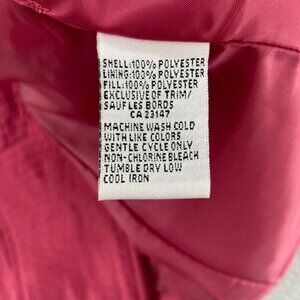 SHELL:100% POLYESTER
LINING:100% POLYESTER
FILL:100% POLYESTER
EXCLUSIVE OF TRIM/
SAUF LES BORDS
CA 23147
MACHINE WASH COLD
WITH LIKE COLORS
GENTLE CYCLE ONLY
NON-CHLORINE BLEACH
TUMBLE DRY LOW
COOL IRON